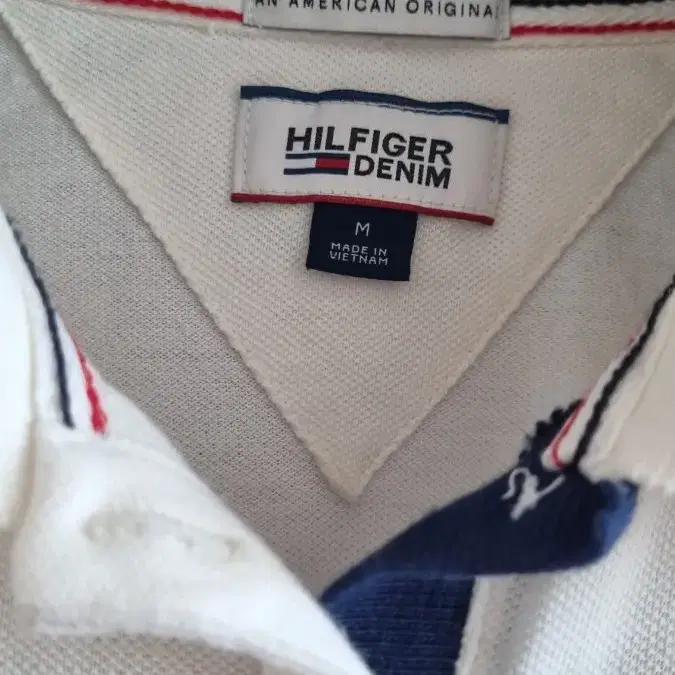 AN AMERICAN ORIGINA
HILFIGER
DENIM
M
MADE IN
VIETNAM